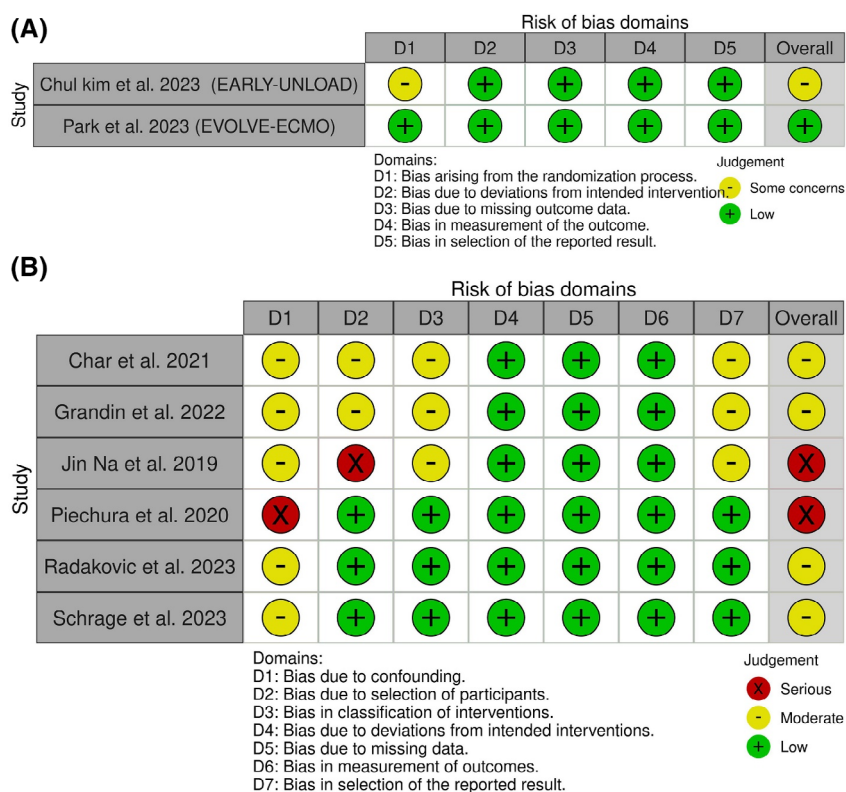 (A)
Risk of bias domains
D1 D2 D3 D4 D5 Overall
Study
Chul kim et al. 2023 (EARLY-UNLOAD) - + + + + -
Park et al. 2023 (EVOLVE-ECMO) + + + + + +
Domains:
D1: Bias arising from the randomization process.
D2: Bias due to deviations from intended intervention.
D3: Bias due to missing outcome data.
D4: Bias in measurement of the outcome.
D5: Bias in selection of the reported result.
Judgement
- Some concerns
+ Low
(B)
Risk of bias domains
D1 D2 D3 D4 D5 D6 D7 Overall
Study
Char et al. 2021 - - - + + + - -
Grandin et al. 2022 - - - + + + - -
Jin Na et al. 2019 - X - + + + - X
Piechura et al. 2020 X + + + + + + X
Radakovic et al. 2023 - + + + + + + -
Schrage et al. 2023 - + + + + + + -
Domains:
D1: Bias due to confounding.
D2: Bias due to selection of participants.
D3: Bias in classification of interventions.
D4: Bias due to deviations from intended interventions.
D5: Bias due to missing data.
D6: Bias in measurement of outcomes.
D7: Bias in selection of the reported result.
Judgement
X Serious
- Moderate
+ Low